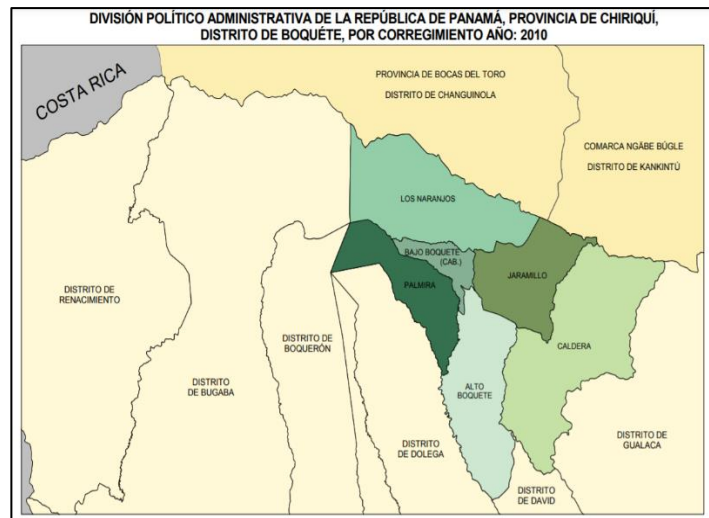 DIVISIÓN POLÍTICO ADMINISTRATIVA DE LA REPÚBLICA DE PANAMÁ, PROVINCIA DE CHIRIQUÍ,
DISTRITO DE BOQUÉTE, POR CORREGIMIENTO AÑO: 2010
COSTA RICA
PROVINCIA DE BOCAS DEL TORO
DISTRITO DE CHANGUINOLA
COMARCA NGÄBE BÚGLE
DISTRITO DE KANKINTÚ
LOS NARANJOS
BAJO BOQUETE
(CAB.)
JARAMILLO
PALMIRA
DISTRITO DE
RENACIMIENTO
DISTRITO DE
BOQUERÓN
CALDERA
DISTRITO
DE BUGABA
ALTO
BOQUETE
DISTRITO
DE DOLEGA
DISTRITO DE
GUALACA
DISTRITO
DE DAVID